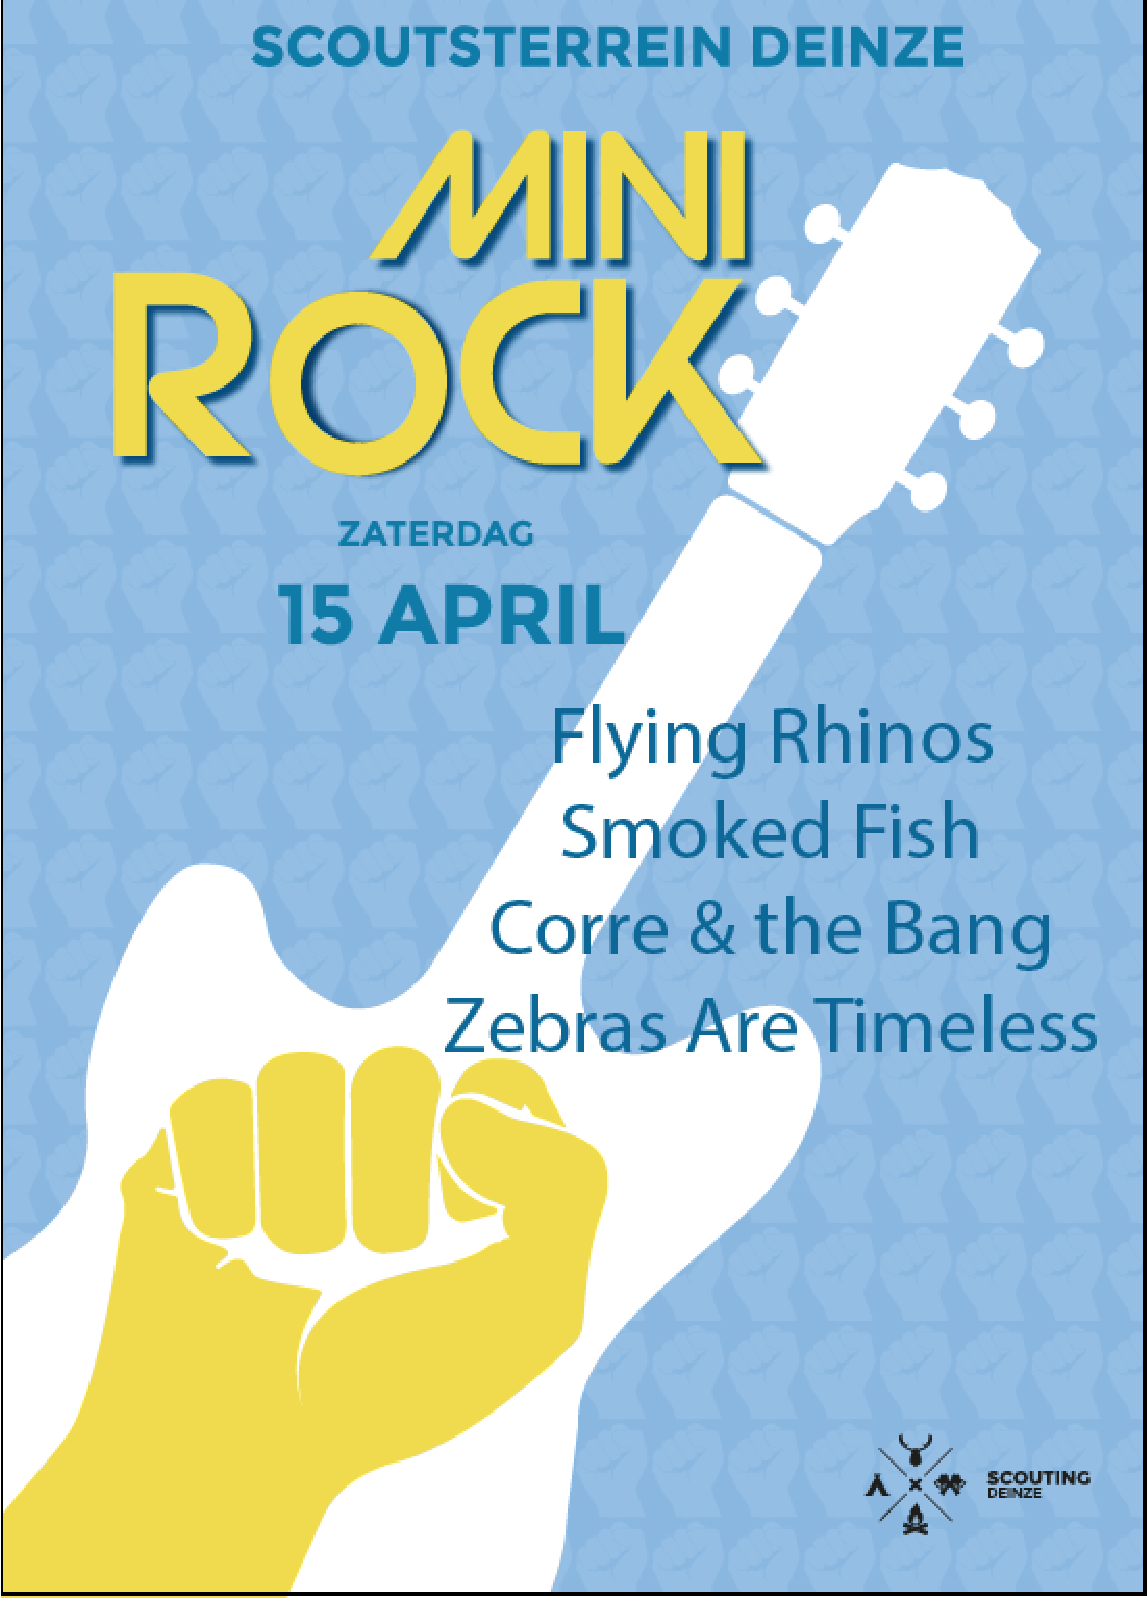 SCOUTSTERREIN DEINZE
MINI
ROCK
ZATERDAG
15 APRIL
Flying Rhinos
Smoked Fish
Corre & the Bang
Zebras Are Timeless
SCOUTING
DEINZE